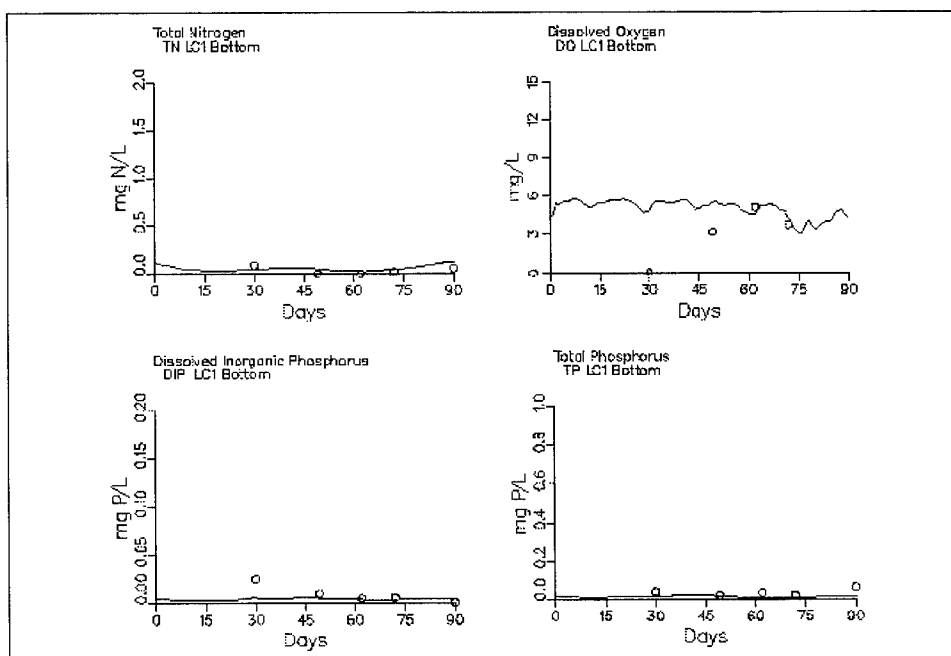 Total Nitrogen
TN LC1 Bottom
mg N/L
2.0
1.5
1.0
0.5
0.0
0 15 30 45 60 75 90
Days
Dissolved Oxygen
DO LC1 Bottom
mg/L
15
12
9
6
3
0
0 15 30 45 60 75 90
Days
Dissolved Inorganic Phosphorus
DIP LC1 Bottom
mg P/L
0.20
0.15
0.10
0.05
0.00
0 15 30 45 60 75 90
Days
Total Phosphorus
TP LC1 Bottom
mg P/L
1.0
0.8
0.6
0.4
0.2
0.0
0 15 30 45 60 75 90
Days